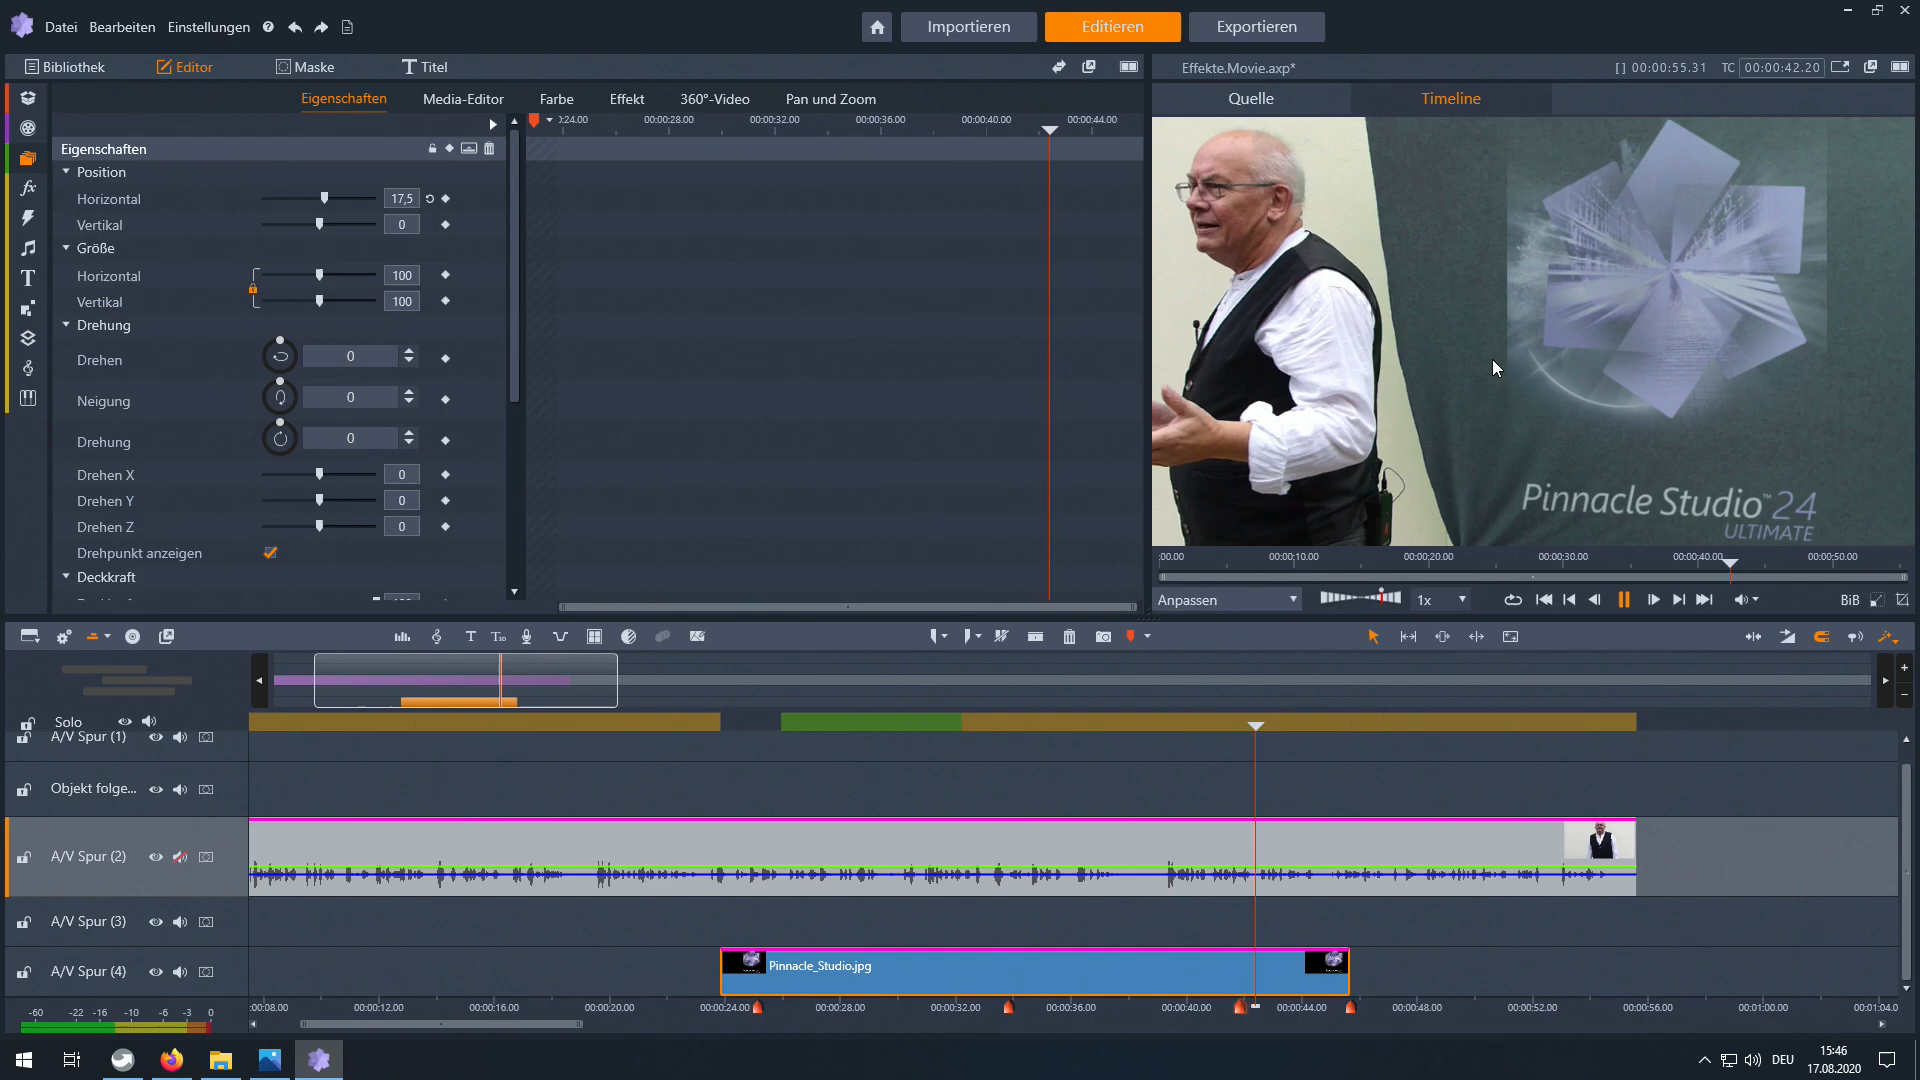 Datei Bearbeiten Einstellungen
Importieren Editieren Exportieren
Bibliothek Editor Maske Titel
Effekte.Movie.axp* [ ] 00:00:55.31 TC 00:00:42.20
Eigenschaften Media-Editor Farbe Effekt 360°-Video Pan und Zoom
Quelle Timeline
:24.00 00:00:28.00 00:00:32.00 00:00:36.00 00:00:40.00 00:00:44.00
Eigenschaften
Position
Horizontal 17,5
Vertikal 0
Größe
Horizontal 100
Vertikal 100
Drehung
Drehen 0
Neigung 0
Drehung 0
Drehen X 0
Drehen Y 0
Drehen Z 0
Drehpunkt anzeigen
Deckkraft
Pinnacle Studio™ 24
ULTIMATE
:00.00 00:00:10.00 00:00:20.00 00:00:30.00 00:00:40.00 00:00:50.00
Anpassen 1x BiB
Solo
A/V Spur (1)
Objekt folge...
A/V Spur (2)
A/V Spur (3)
A/V Spur (4)
Pinnacle_Studio.jpg
:00:08.00 00:00:12.00 00:00:16.00 00:00:20.00 00:00:24.00 00:00:28.00 00:00:32.00 00:00:36.00 00:00:40.00 00:00:44.00 00:00:48.00 00:00:52.00 00:00:56.00 00:01:00.00 00:01:04.0
-60 -22 -16 -10 -6 -3 0
DEU
15:46
17.08.2020